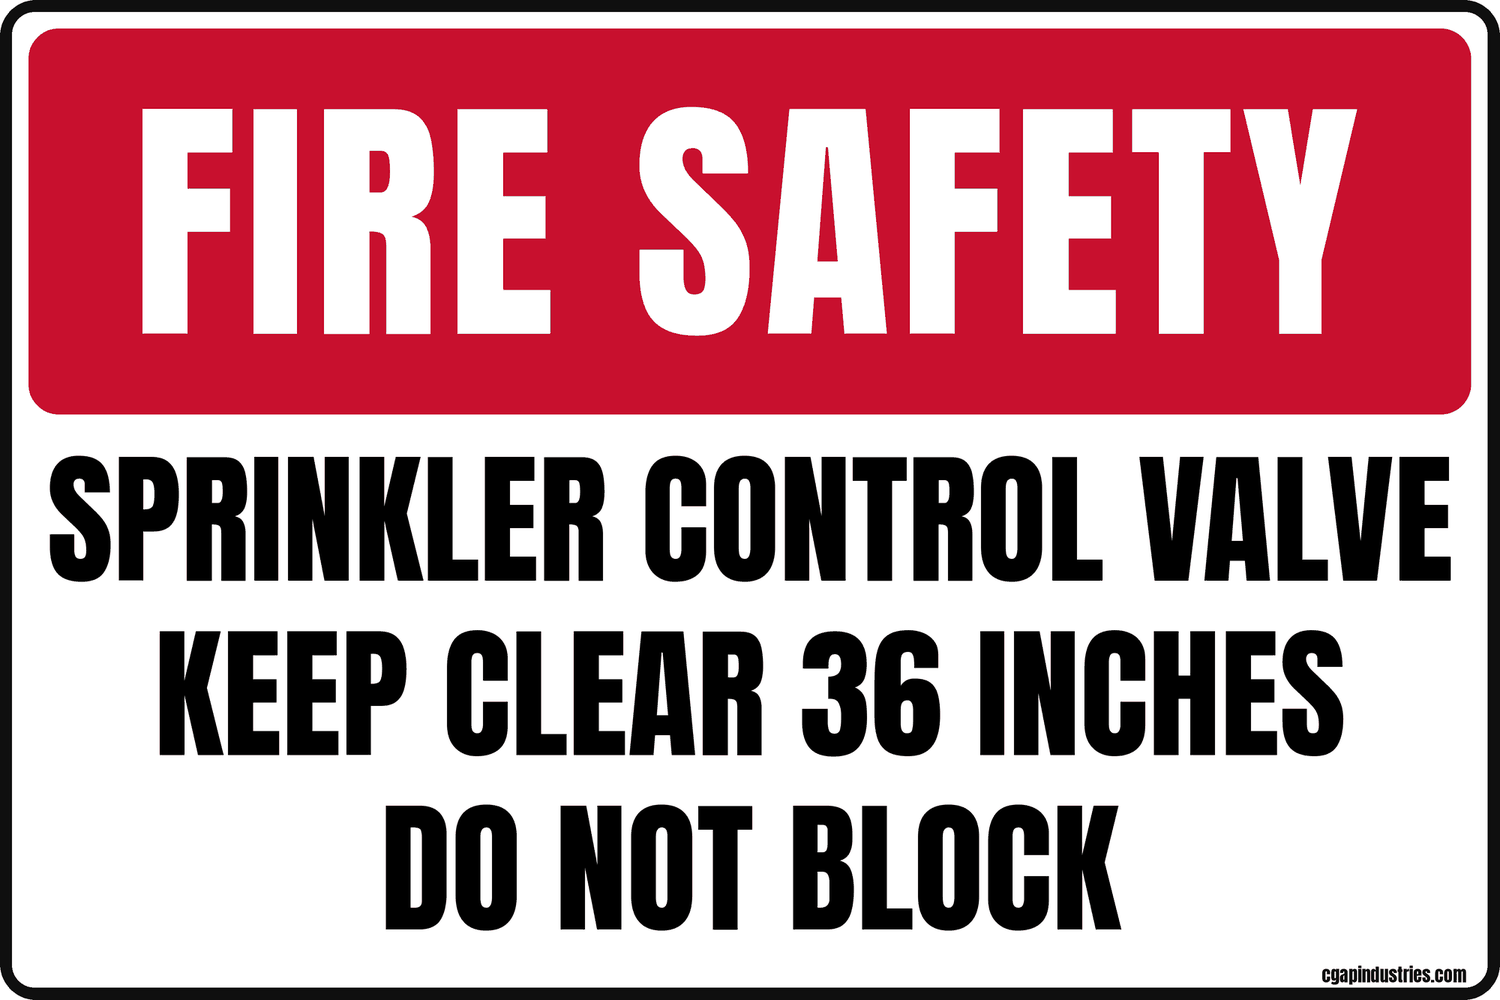 FIRE SAFETY
SPRINKLER CONTROL VALVE
KEEP CLEAR 36 INCHES
DO NOT BLOCK
cgapindustries.com